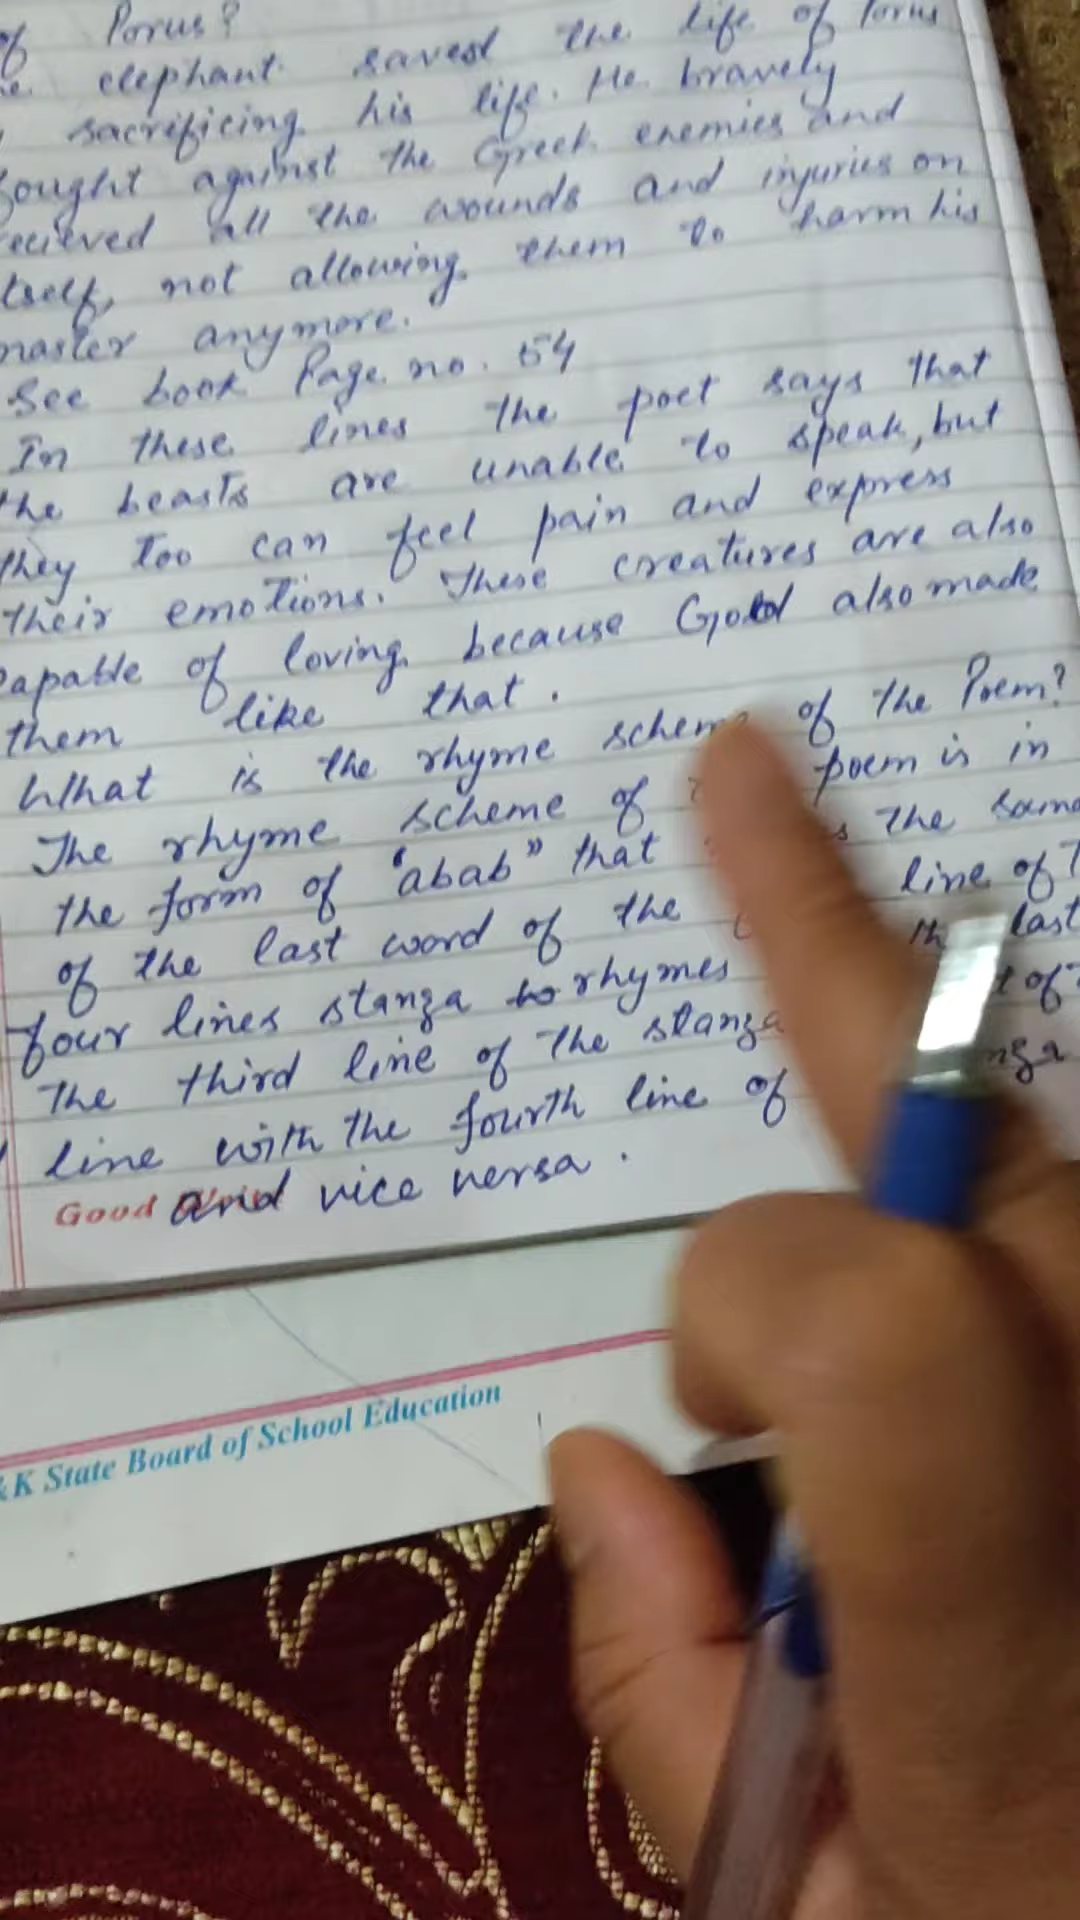 of Porus?
elephant saved the life of Porus
sacrificing his life. He bravely
fought against the Greek enemies and
recieved all the wounds and injuries on
itself, not allowing them to harm his
master anymore.
See book Page no. 54
In these lines the poet says that
the beasts are unable to speak, but
they too can feel pain and express
their emotions. These creatures are also
capable of loving because God also made
them like that.
What is the rhyme scheme of the Poem?
The rhyme scheme of poem is in
the form of "abab" that the same
of the last word of the line of
four lines stanza rhymes last
The third line of the stanza of
line with the fourth line of
and vice versa.
Good
&K State Board of School Education